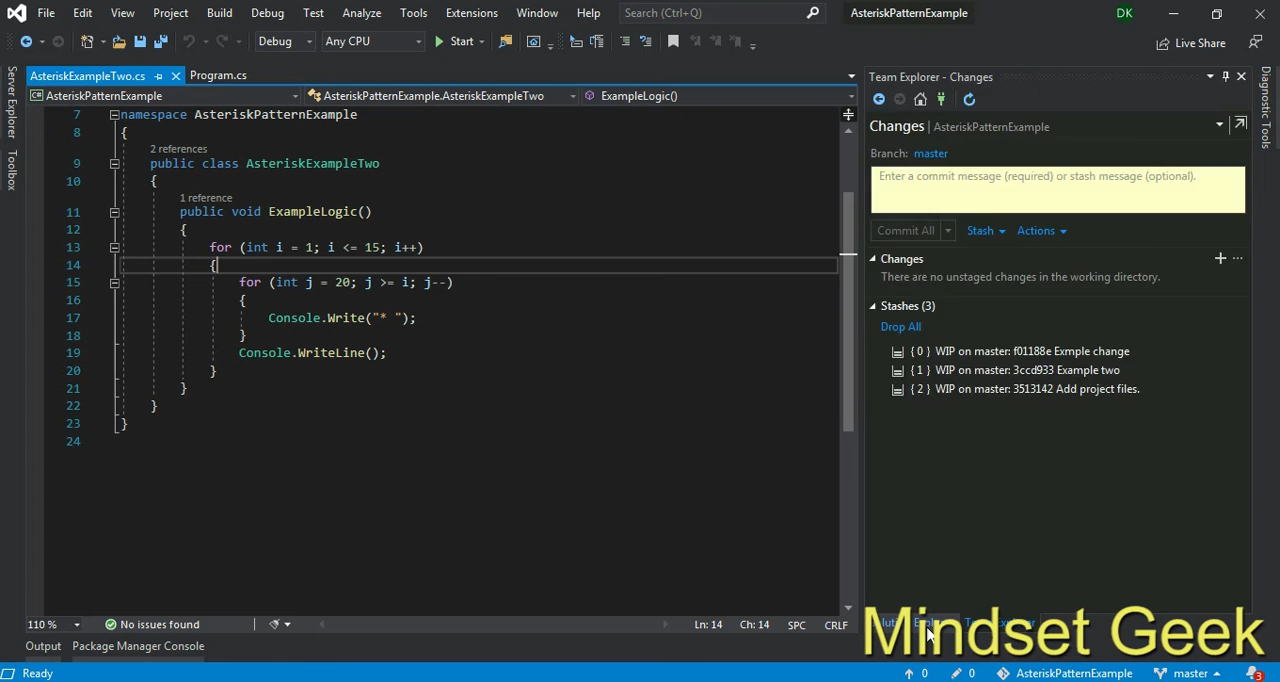 File Edit View Project Build Debug Test Analyze Tools Extensions Window Help Search (Ctrl+Q) AsteriskPatternExample DK
Debug Any CPU Start Live Share
AsteriskExampleTwo.cs Program.cs
AsteriskPatternExample AsteriskPatternExample.AsteriskExampleTwo ExampleLogic()
Server Explorer
Toolbox
7 namespace AsteriskPatternExample
8 {
2 references
9 public class AsteriskExampleTwo
10 {
1 reference
11 public void ExampleLogic()
12 {
13 for (int i = 1; i <= 15; i++)
14 {
15 for (int j = 20; j >= i; j--)
16 {
17 Console.Write("* ");
18 }
19 Console.WriteLine();
20 }
21 }
22 }
23 }
24
110 % No issues found Ln: 14 Ch: 14 SPC CRLF
Team Explorer - Changes
Changes | AsteriskPatternExample
Branch: master
Enter a commit message (required) or stash message (optional).
Commit All Stash Actions
Changes
There are no unstaged changes in the working directory.
Stashes (3)
Drop All
{ 0 } WIP on master: f01188e Exmple change
{ 1 } WIP on master: 3ccd933 Example two
{ 2 } WIP on master: 3513142 Add project files.
Diagnostic Tools
Mindset Geek
Output Package Manager Console
Ready 0 0 AsteriskPatternExample master 3